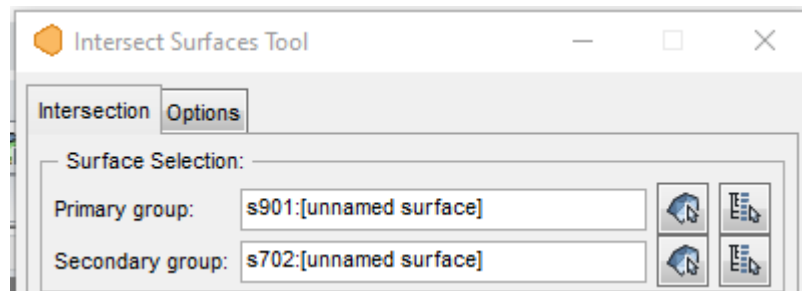 Intersect Surfaces Tool
Intersection Options
Surface Selection:
Primary group: s901:[unnamed surface]
Secondary group: s702:[unnamed surface]